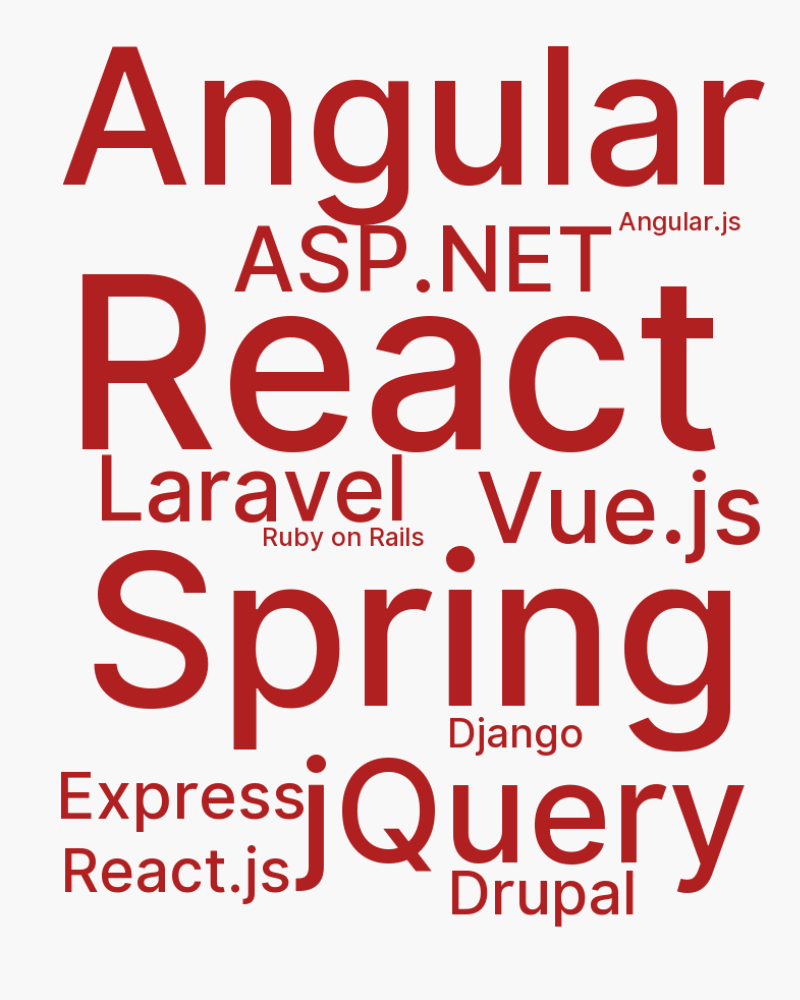 Angular
Angular.js
ASP.NET
React
Laravel
Vue.js
Ruby on Rails
Spring
Django
Express
jQuery
React.js
Drupal